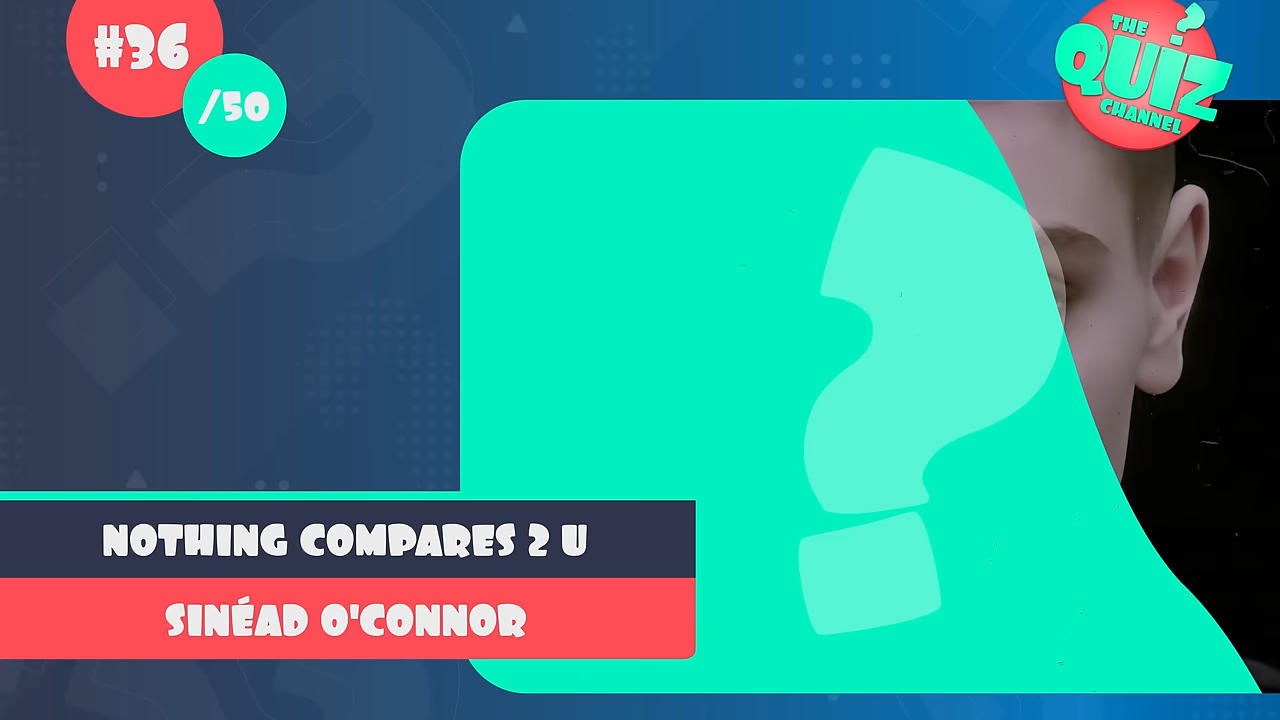 #36
/50
THE
QUIZ
CHANNEL
?
NOTHING COMPARES 2 U
SINÉAD O'CONNOR